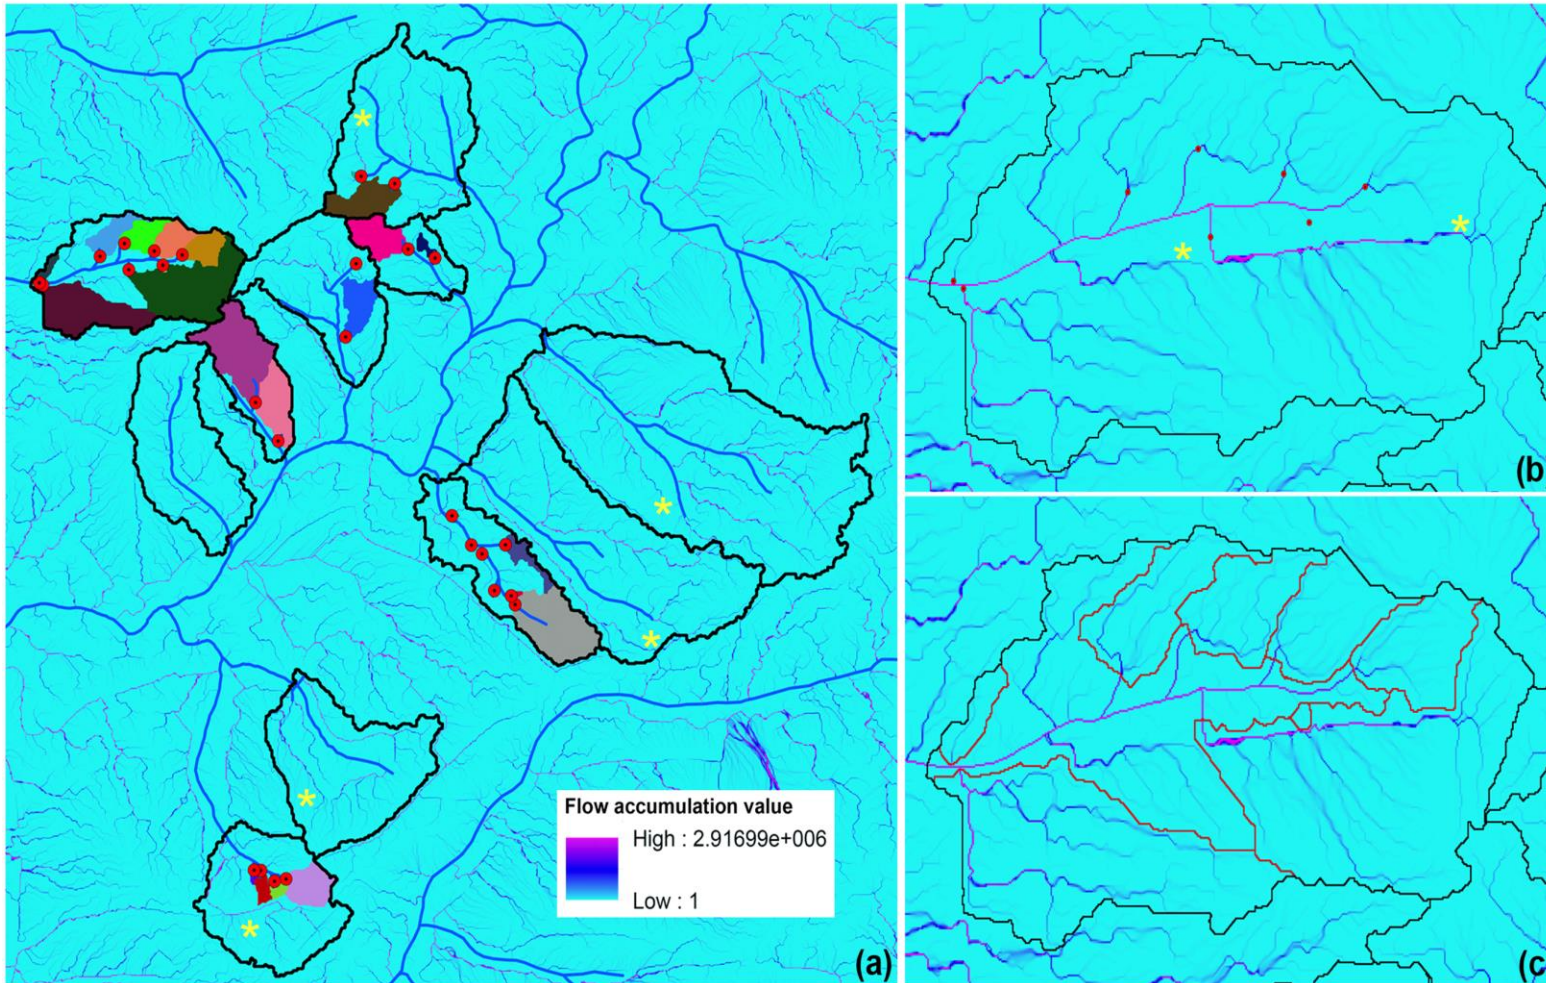 Flow accumulation value
High : 2.91699e+006
Low : 1
(a)
(b)
(c)